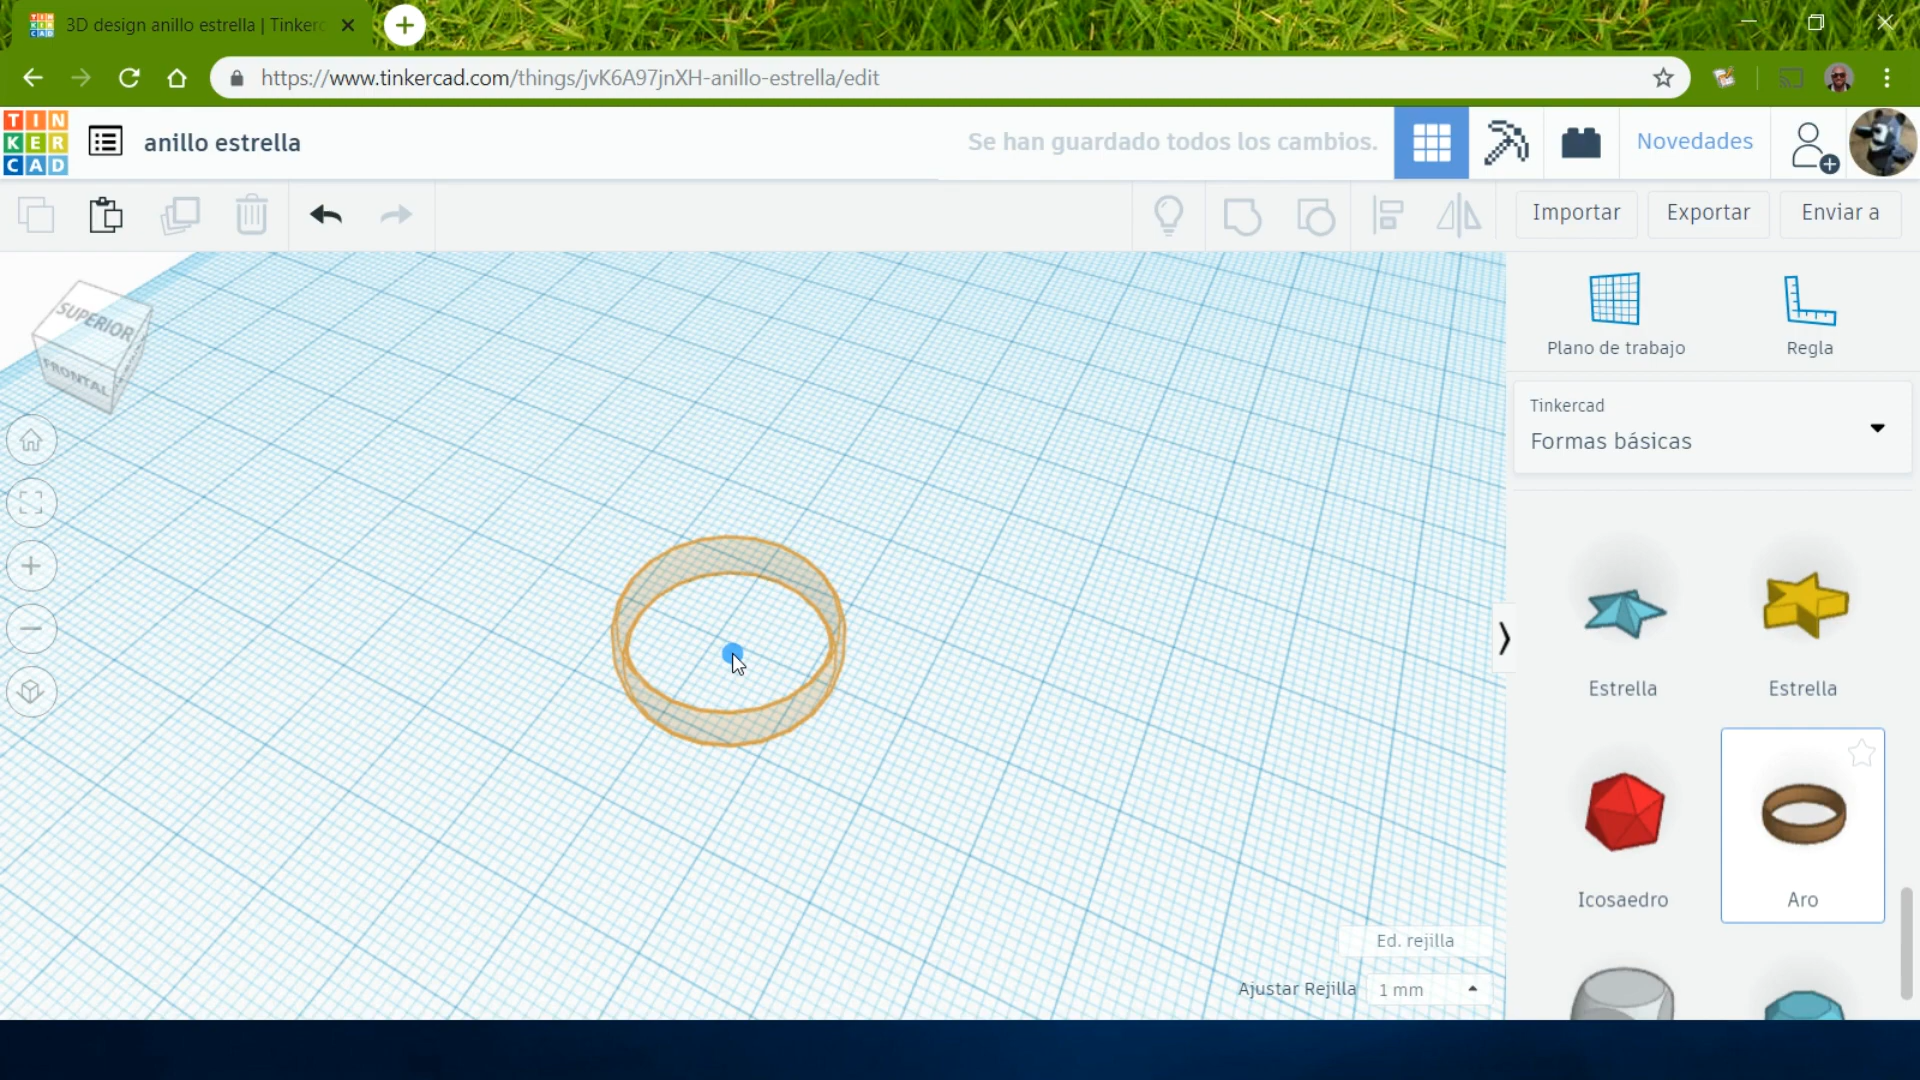 3D design anillo estrella | Tinkerc
https://www.tinkercad.com/things/jvK6A97jnXH-anillo-estrella/edit
TIN
KER
CAD
anillo estrella
Se han guardado todos los cambios.
Novedades
Importar
Exportar
Enviar a
SUPERIOR
FRONTAL
Plano de trabajo
Regla
Tinkercad
Formas básicas
Estrella
Estrella
Icosaedro
Aro
Ed. rejilla
Ajustar Rejilla
1 mm